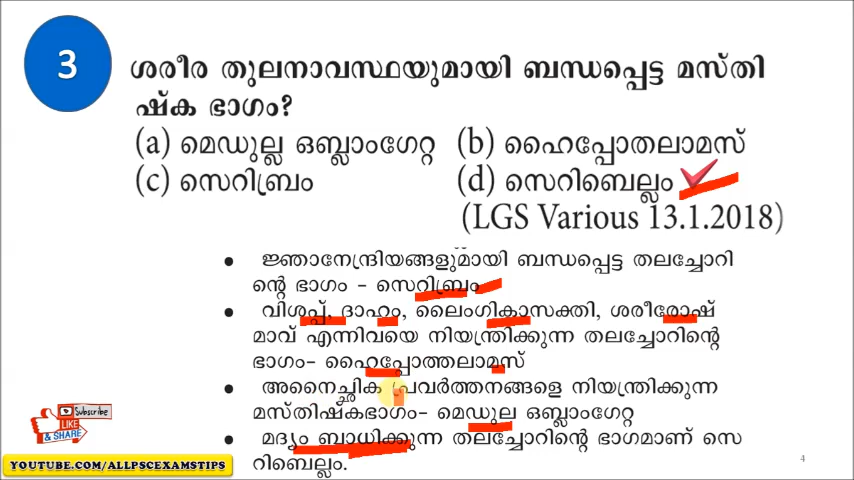 3
ശരീര തുലനാവസ്ഥയുമായി ബന്ധപ്പെട്ട മസ്തി
ഷ്ക ഭാഗം?
(a) മെഡുല്ല ഒബ്ലാംഗേറ്റ (b) ഹൈപ്പോതലാമസ്
(c) സെറിബ്രം (d) സെറിബെല്ലം
(LGS Various 13.1.2018)
• ജ്ഞാനേന്ദ്രിയങ്ങളുമായി ബന്ധപ്പെട്ട തലച്ചോറി
ന്റെ ഭാഗം - സെറിബ്രം
• വിശപ്പ്, ദാഹം, ലൈംഗികാസക്തി, ശരീരോഷ്
മാവ് എന്നിവയെ നിയന്ത്രിക്കുന്ന തലച്ചോറിന്റെ
ഭാഗം- ഹൈപ്പോത്തലാമസ്
• അനൈച്ഛിക പ്രവർത്തനങ്ങളെ നിയന്ത്രിക്കുന്ന
മസ്തിഷ്കഭാഗം- മെഡുല ഒബ്ലാംഗേറ്റ
• മദ്യം ബാധിക്കുന്ന തലച്ചോറിന്റെ ഭാഗമാണ് സെ
റിബെല്ലം.
Subscribe
LIKE
& SHARE
YOUTUBE.COM/ALLPSCEXAMSTIPS
4